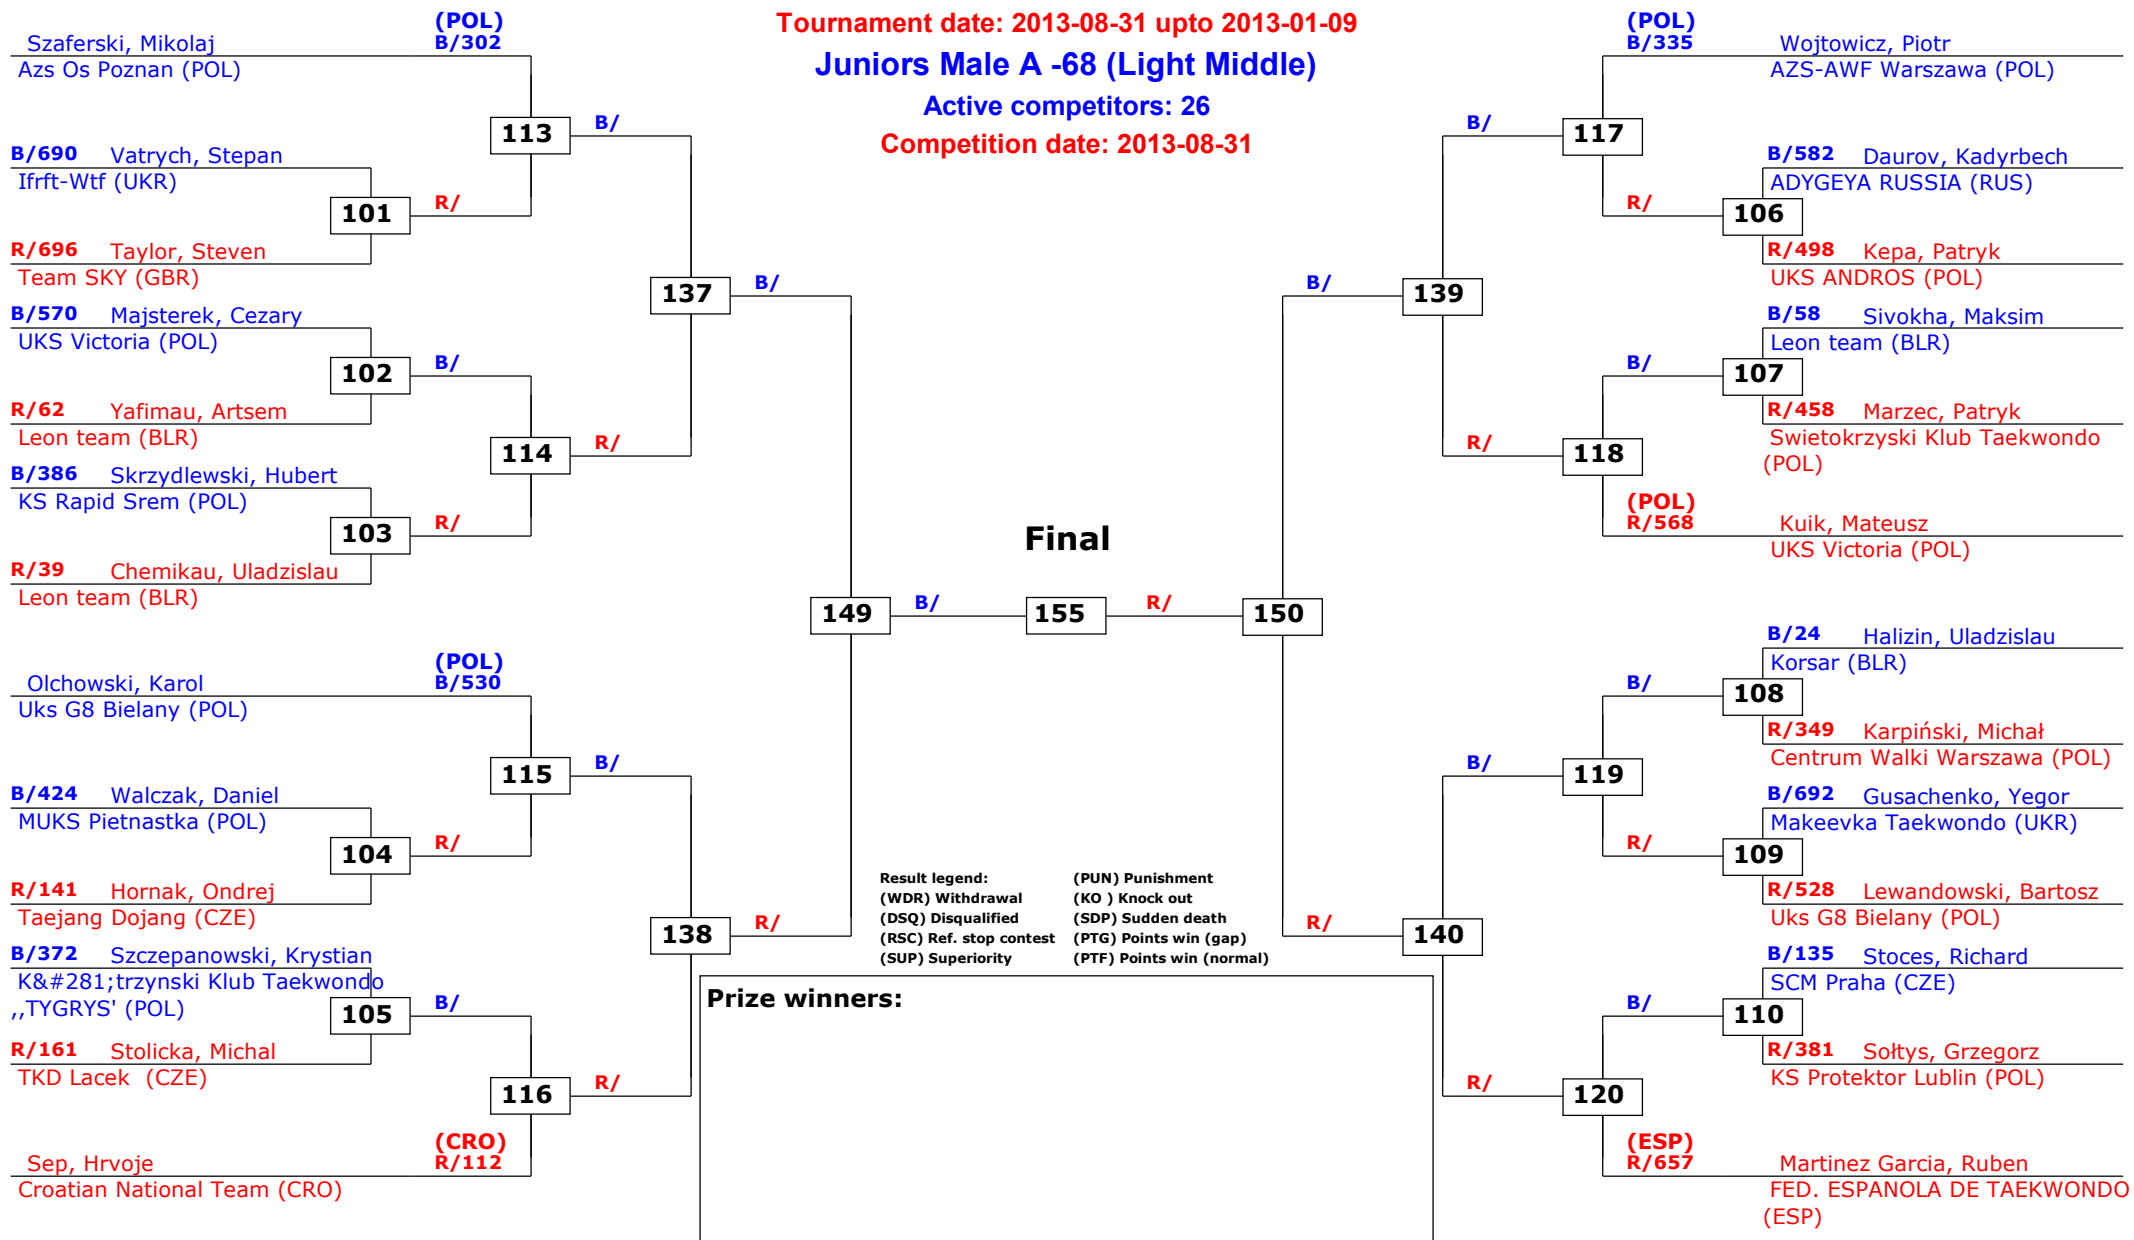 Tournament date: 2013-08-31 upto 2013-01-09
Juniors Male A -68 (Light Middle)
Active competitors: 26
Competition date: 2013-08-31
(POL)
Szaferski, Mikolaj B/302
Azs Os Poznan (POL)
113
B/
B/690 Vatrych, Stepan
Ifrft-Wtf (UKR)
101
R/
R/696 Taylor, Steven
Team SKY (GBR)
137
B/
B/570 Majsterek, Cezary
UKS Victoria (POL)
102
B/
R/62 Yafimau, Artsem
Leon team (BLR)
114
R/
B/386 Skrzydlewski, Hubert
KS Rapid Srem (POL)
103
R/
R/39 Chemikau, Uladzislau
Leon team (BLR)
149
B/
(POL)
Olchowski, Karol B/530
Uks G8 Bielany (POL)
115
B/
B/424 Walczak, Daniel
MUKS Pietnastka (POL)
104
R/
R/141 Hornak, Ondrej
Taejang Dojang (CZE)
138
R/
B/372 Szczepanowski, Krystian
K&#281;trzynski Klub Taekwondo
,,TYGRYS' (POL)
105
B/
R/161 Stolicka, Michal
TKD Lacek (CZE)
116
R/
(CRO)
Sep, Hrvoje R/112
Croatian National Team (CRO)
Final
155
R/
150
(POL)
B/335 Wojtowicz, Piotr
AZS-AWF Warszawa (POL)
B/
117
B/582 Daurov, Kadyrbech
ADYGEYA RUSSIA (RUS)
R/
106
R/498 Kepa, Patryk
UKS ANDROS (POL)
B/
139
B/58 Sivokha, Maksim
Leon team (BLR)
B/
107
R/458 Marzec, Patryk
Swietokrzyski Klub Taekwondo
(POL)
R/
118
(POL)
R/568 Kuik, Mateusz
UKS Victoria (POL)
B/24 Halizin, Uladzislau
Korsar (BLR)
B/
108
R/349 Karpiński, Michał
Centrum Walki Warszawa (POL)
B/
119
B/692 Gusachenko, Yegor
Makeevka Taekwondo (UKR)
R/
109
R/528 Lewandowski, Bartosz
Uks G8 Bielany (POL)
R/
140
B/135 Stoces, Richard
SCM Praha (CZE)
B/
110
R/381 Sołtys, Grzegorz
KS Protektor Lublin (POL)
R/
120
(ESP)
R/657 Martinez Garcia, Ruben
FED. ESPANOLA DE TAEKWONDO
(ESP)
Result legend: (PUN) Punishment
(WDR) Withdrawal (KO ) Knock out
(DSQ) Disqualified (SDP) Sudden death
(RSC) Ref. stop contest (PTG) Points win (gap)
(SUP) Superiority (PTF) Points win (normal)
Prize winners: